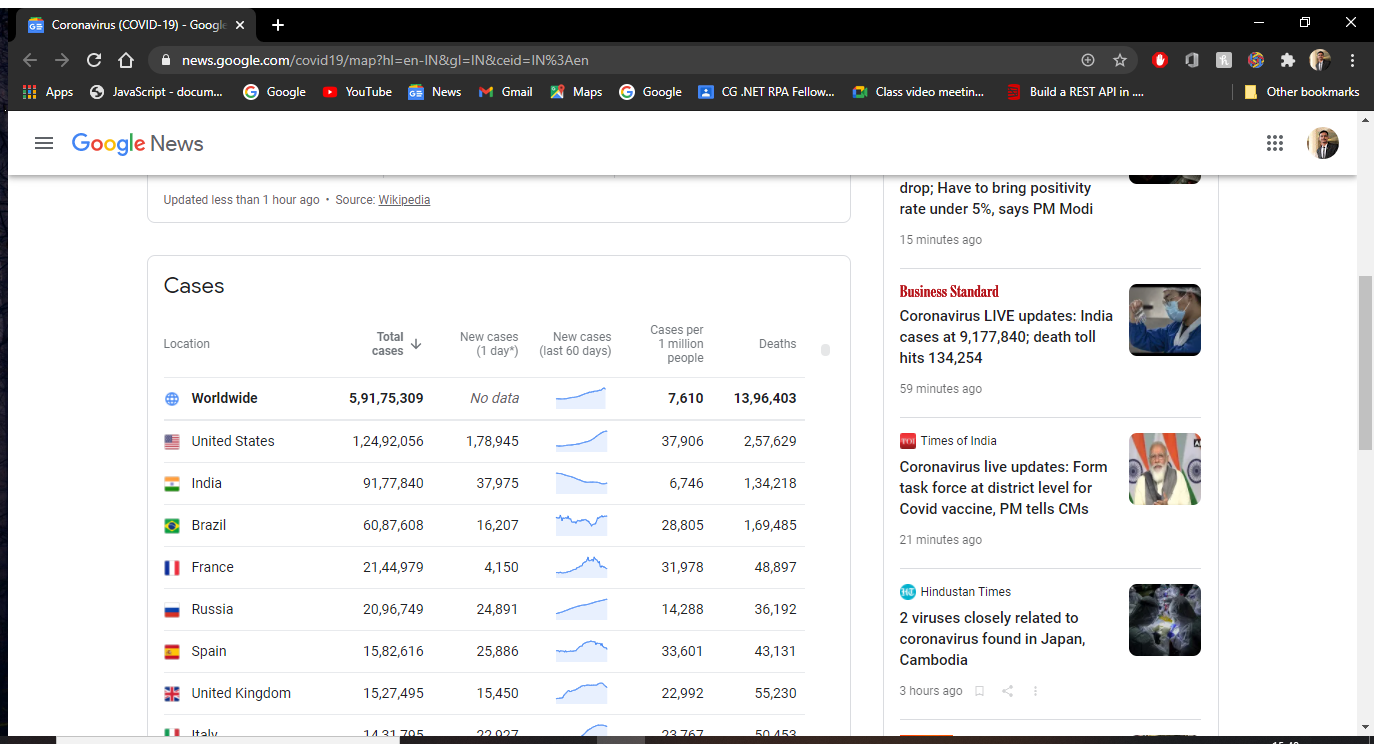 Coronavirus (COVID-19) - Google
news.google.com/covid19/map?hl=en-IN&gl=IN&ceid=IN%3Aen
Apps JavaScript - docum... Google YouTube News Gmail Maps Google CG .NET RPA Fellow... Class video meetin... Build a REST API in .... Other bookmarks
Google News
Updated less than 1 hour ago • Source: Wikipedia
Cases
Location Total cases New cases (1 day*) New cases (last 60 days) Cases per 1 million people Deaths
Worldwide 5,91,75,309 No data 7,610 13,96,403
United States 1,24,92,056 1,78,945 37,906 2,57,629
India 91,77,840 37,975 6,746 1,34,218
Brazil 60,87,608 16,207 28,805 1,69,485
France 21,44,979 4,150 31,978 48,897
Russia 20,96,749 24,891 14,288 36,192
Spain 15,82,616 25,886 33,601 43,131
United Kingdom 15,27,495 15,450 22,992 55,230
Italy 14,31,795 22,927 23,767 50,453
drop; Have to bring positivity
rate under 5%, says PM Modi
15 minutes ago
Business Standard
Coronavirus LIVE updates: India
cases at 9,177,840; death toll
hits 134,254
59 minutes ago
TOI Times of India
Coronavirus live updates: Form
task force at district level for
Covid vaccine, PM tells CMs
21 minutes ago
HT Hindustan Times
2 viruses closely related to
coronavirus found in Japan,
Cambodia
3 hours ago